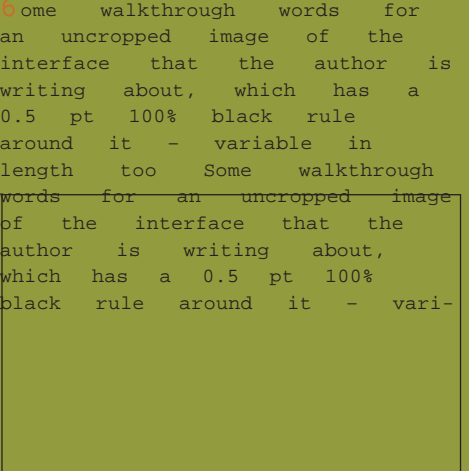 6 ome walkthrough words for
an uncropped image of the
interface that the author is
writing about, which has a
0.5 pt 100% black rule
around it – variable in
length too Some walkthrough
words for an uncropped image
of the interface that the
author is writing about,
which has a 0.5 pt 100%
black rule around it – vari-